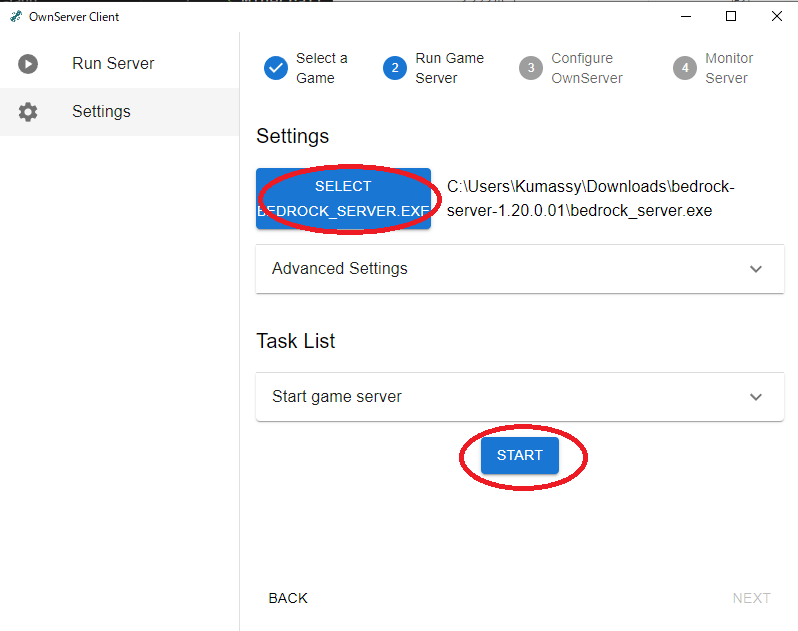 OwnServer Client
Run Server
Settings
Select a
Game
2
Run Game
Server
3
Configure
OwnServer
4
Monitor
Server
Settings
SELECT
BEDROCK_SERVER.EXE
C:\Users\Kumassy\Downloads\bedrock-
server-1.20.0.01\bedrock_server.exe
Advanced Settings
Task List
Start game server
START
BACK
NEXT